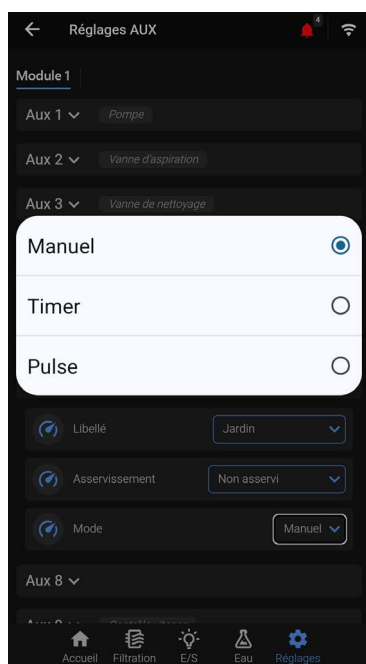 Réglages AUX
4
Module 1
Aux 1
Pompe
Aux 2
Vanne d'aspiration
Aux 3
Vanne de nettoyage
Manuel
Timer
Pulse
Libellé
Jardin
Asservissement
Non asservi
Mode
Manuel
Aux 8
Accueil
Filtration
E/S
Eau
Réglages